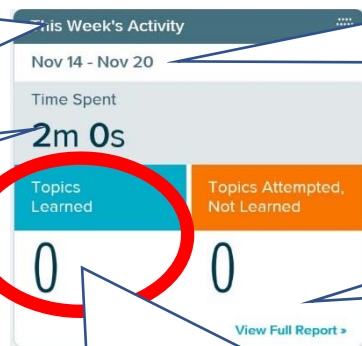 This Week's Activity
Nov 14 - Nov 20
Time Spent
2m 0s
Topics
Learned
Topics Attempted,
Not Learned
0
0
View Full Report »